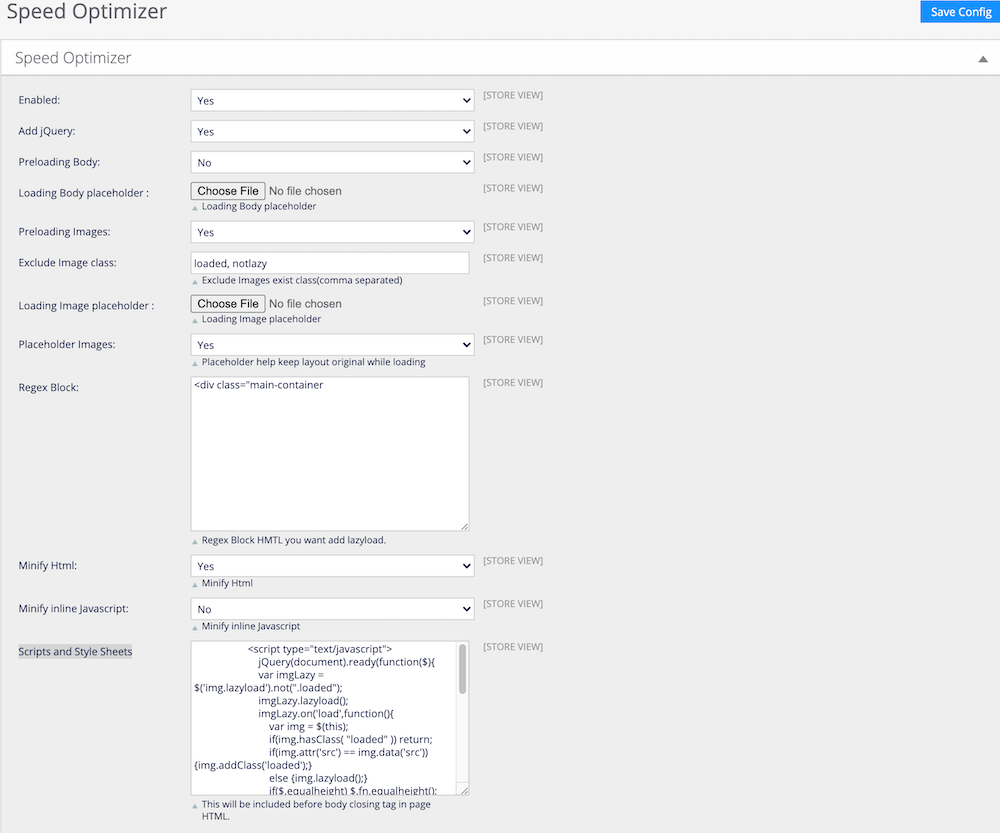 Speed Optimizer
Save Config
Speed Optimizer
Enabled: Yes [STORE VIEW]
Add jQuery: Yes [STORE VIEW]
Preloading Body: No [STORE VIEW]
Loading Body placeholder : Choose File No file chosen [STORE VIEW]
Loading Body placeholder
Preloading Images: Yes [STORE VIEW]
Exclude Image class: loaded, notlazy [STORE VIEW]
Exclude Images exist class(comma separated)
Loading Image placeholder : Choose File No file chosen [STORE VIEW]
Loading Image placeholder
Placeholder Images: Yes [STORE VIEW]
Placeholder help keep layout original while loading
Regex Block: <div class="main-container [STORE VIEW]
Regex Block HMTL you want add lazyload.
Minify Html: Yes [STORE VIEW]
Minify Html
Minify inline Javascript: No [STORE VIEW]
Minify inline Javascript
Scripts and Style Sheets <script type="text/javascript"> [STORE VIEW]
jQuery(document).ready(function($){
var imgLazy =
$('img.lazyload').not(".loaded");
imgLazy.lazyload();
imgLazy.on('load',function(){
var img = $(this);
if(img.hasClass( "loaded" )) return;
if(img.attr('src') == img.data('src'))
{img.addClass('loaded');}
else {img.lazyload();}
if($.equalheight) $.fn.equalheight();
This will be included before body closing tag in page
HTML.